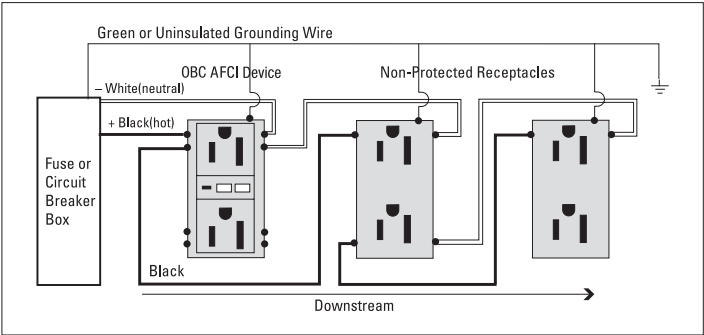 Green or Uninsulated Grounding Wire
OBC AFCI Device
Non-Protected Receptacles
– White(neutral)
+ Black(hot)
Fuse or
Circuit
Breaker
Box
Black
Downstream